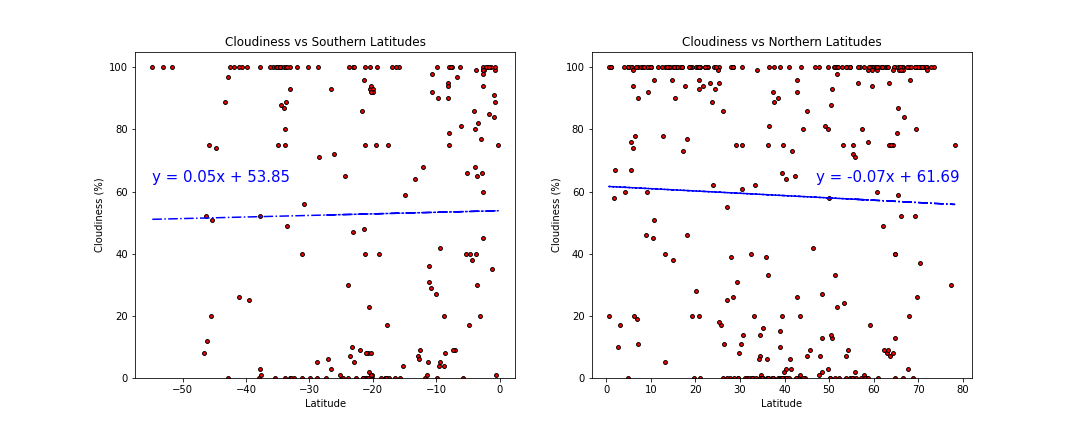 Cloudiness vs Southern Latitudes
100
80
60
40
20
0
Cloudiness (%)
y = 0.05x + 53.85
−50 −40 −30 −20 −10 0
Latitude
Cloudiness vs Northern Latitudes
100
80
60
40
20
0
Cloudiness (%)
y = -0.07x + 61.69
0 10 20 30 40 50 60 70 80
Latitude